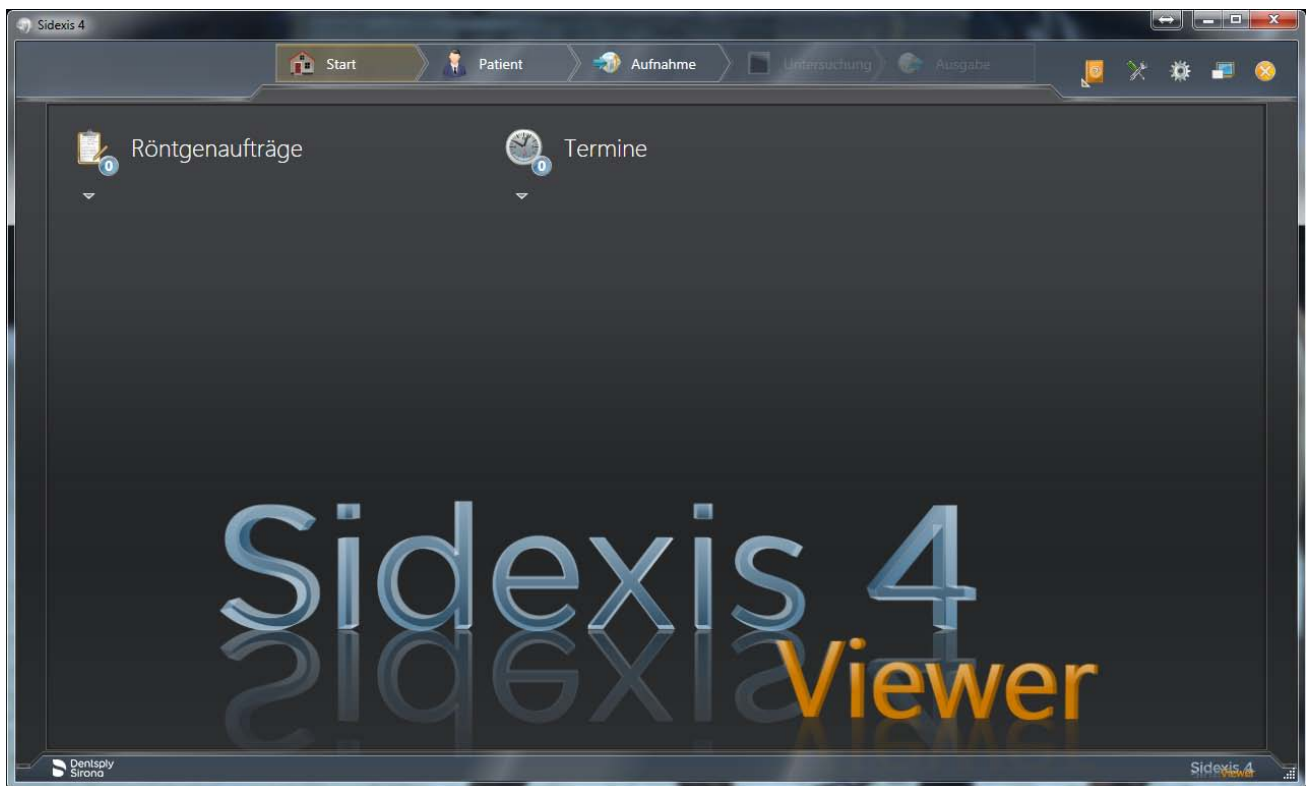 Sidexis 4
Start
Patient
Aufnahme
Untersuchung
Ausgabe
Röntgenaufträge
0
Termine
0
Sidexis 4
Viewer
Dentsply
Sirona
Sidexis 4
Viewer